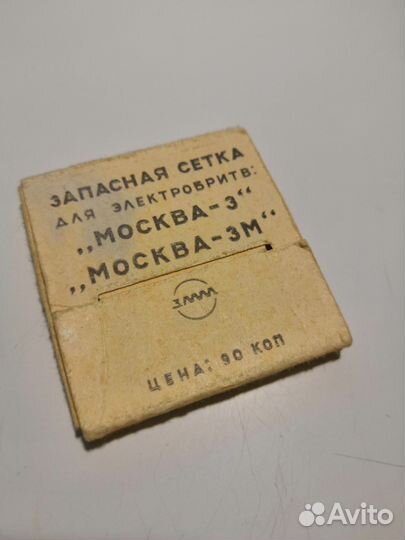 ЗАПАСНАЯ СЕТКА
ДЛЯ ЭЛЕКТРОБРИТВ:
„МОСКВА-3"
„МОСКВА-3М"
ЦЕНА: 90 КОП
Avito